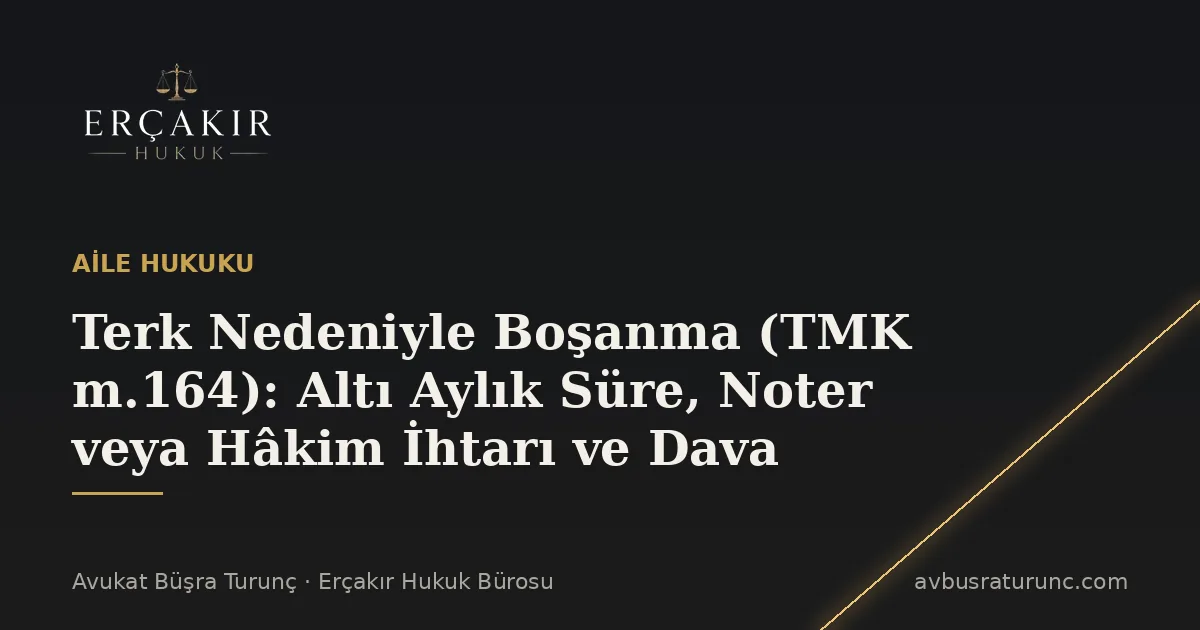 ERÇAKIR
HUKUK
AİLE HUKUKU
Terk Nedeniyle Boşanma (TMK
m.164): Altı Aylık Süre, Noter
veya Hâkim İhtarı ve Dava
Avukat Büşra Turunç · Erçakır Hukuk Bürosu
avbusraturunc.com